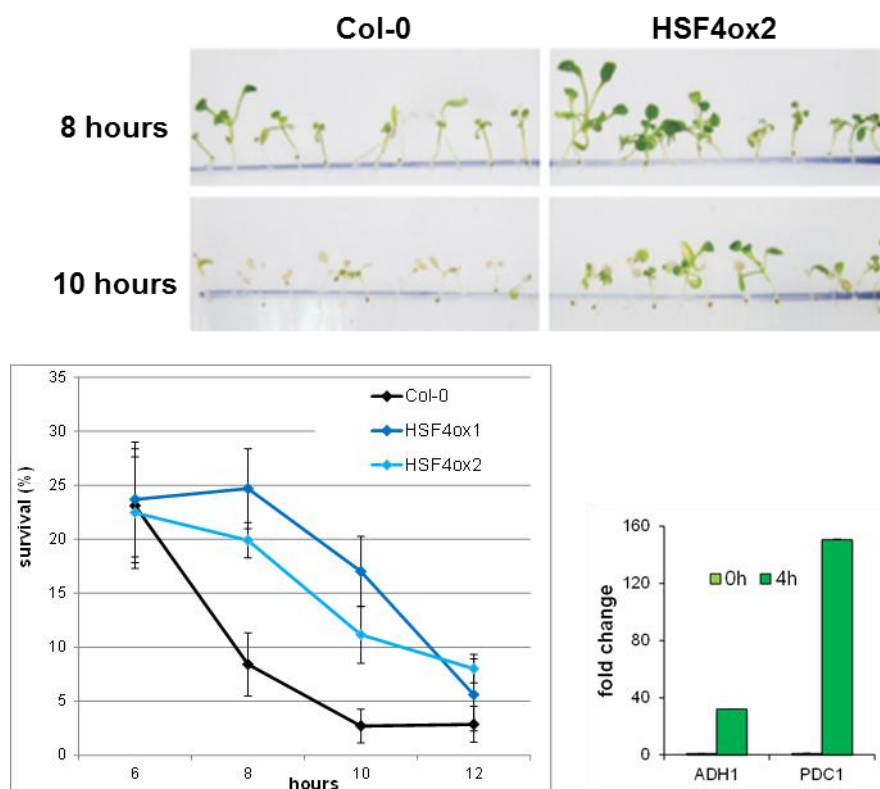 Col-0 HSF4ox2
8 hours
10 hours
35
30
25
20
15
10
5
0
survival (%)
Col-0
HSF4ox1
HSF4ox2
6 8 10 12
hours
160
120
80
40
0
fold change
0h 4h
ADH1 PDC1